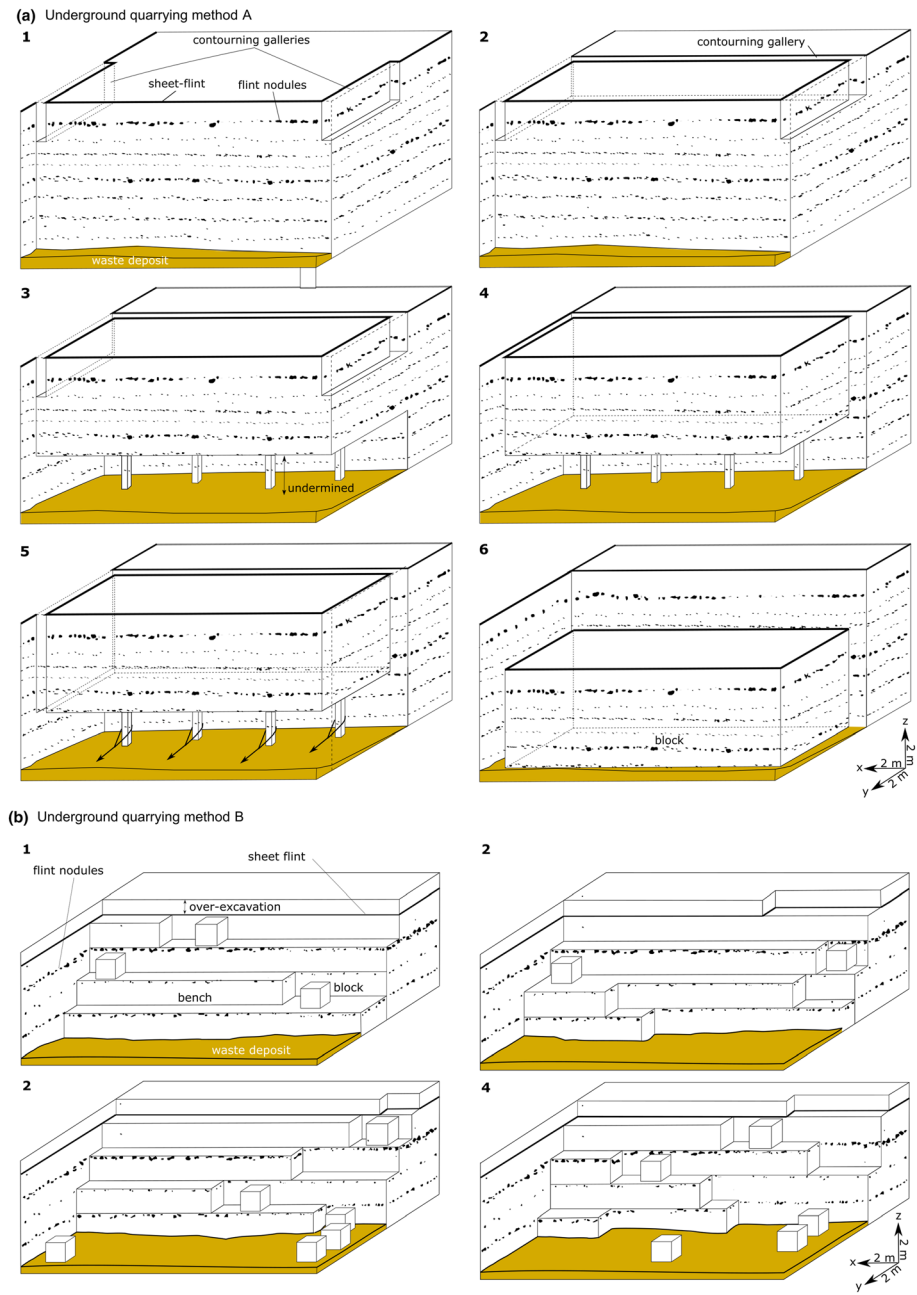 (a) Underground quarrying method A
1
contourning galleries
sheet-flint
flint nodules
waste deposit
2
contourning gallery
3
undermined
4
5
6
block
z
2 m
x
2 m
y
2 m
(b) Underground quarrying method B
1
flint nodules
sheet flint
over-excavation
bench
block
waste deposit
2
2
4
z
2 m
x
2 m
y
2 m